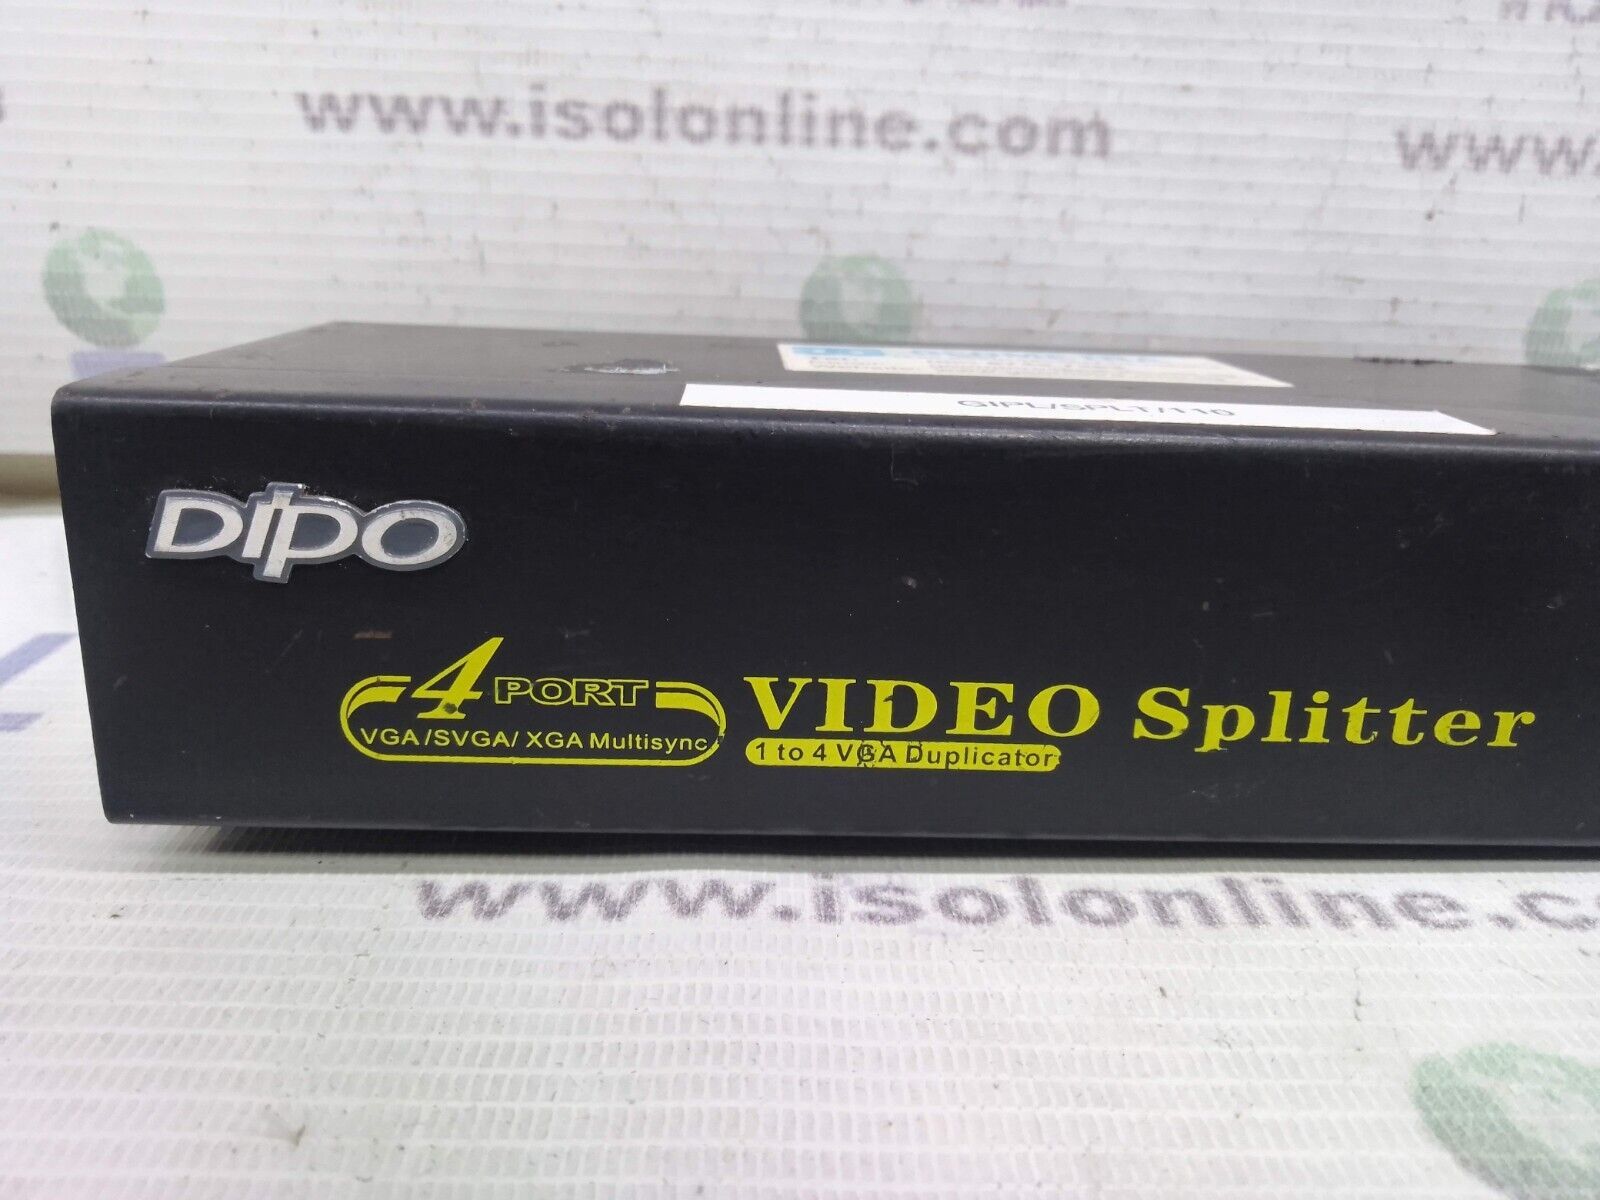 www.isolonline.com
www.
GIPL/SPLT/110
DIPO
4 PORT
VGA/SVGA/ XGA Multisync
VIDEO Splitter
1 to 4 VGA Duplicator
www.isolonline.c